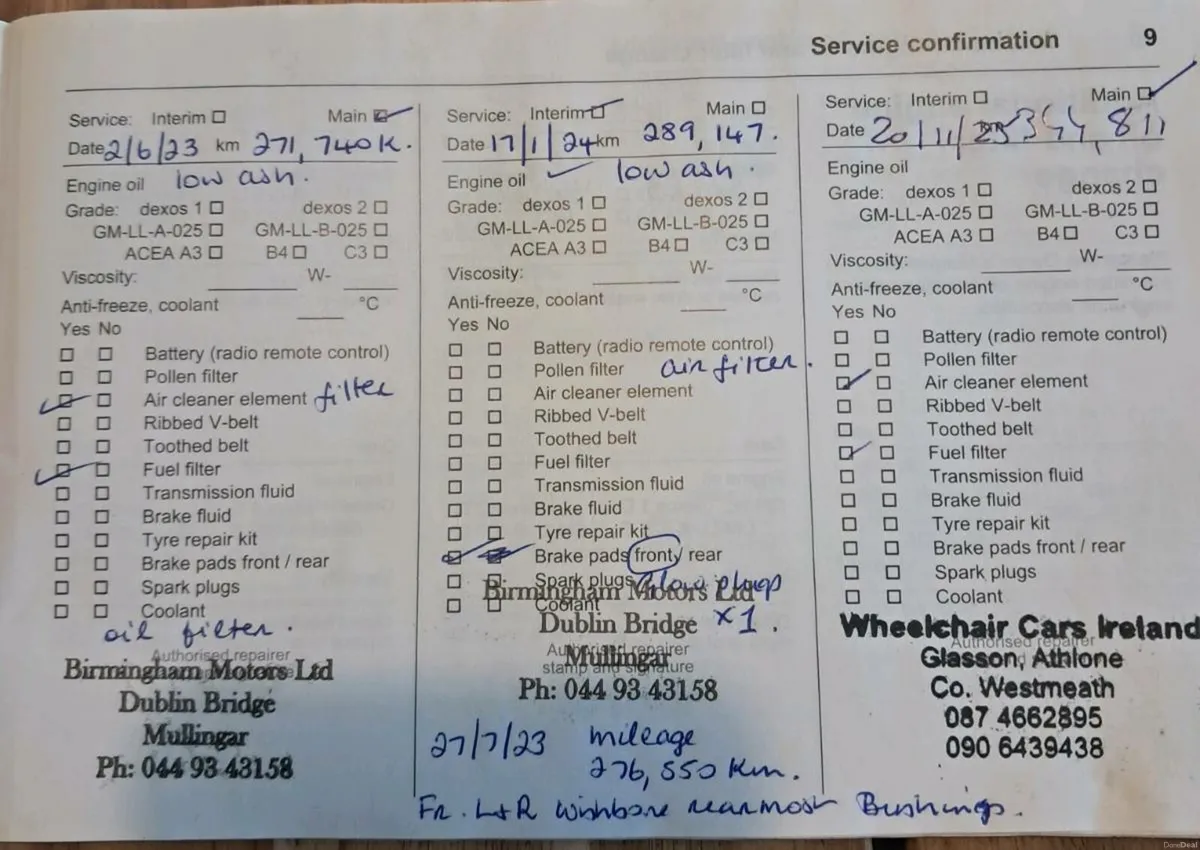 Service confirmation 9
Service: Interim Main
Date 2/6/23 km 271,740K.
Engine oil low ash.
Grade: dexos 1 dexos 2
GM-LL-A-025 GM-LL-B-025
ACEA A3 B4 C3
Viscosity: W-
Anti-freeze, coolant °C
Yes No
Battery (radio remote control)
Pollen filter
Air cleaner element filter
Ribbed V-belt
Toothed belt
Fuel filter
Transmission fluid
Brake fluid
Tyre repair kit
Brake pads front / rear
Spark plugs
Coolant
oil filter.
Authorised repairer
Birmingham Motors Ltd
Dublin Bridge
Mullingar
Ph: 044 93 43158
Service: Interim Main
Date 17/1/24 km 289,147.
Engine oil low ash.
Grade: dexos 1 dexos 2
GM-LL-A-025 GM-LL-B-025
ACEA A3 B4 C3
Viscosity: W-
Anti-freeze, coolant °C
Yes No
Battery (radio remote control)
Pollen filter air filter.
Air cleaner element
Ribbed V-belt
Toothed belt
Fuel filter
Transmission fluid
Brake fluid
Tyre repair kit
Brake pads front / rear
Spark plugs Glow plugs
Birmingham Motors Ltd
Coolant
Dublin Bridge x1.
Authorised repairer
Mullingar
stamp and signature
Ph: 044 93 43158
27/7/23 mileage
276,550 Km.
Fr. L+R wishbone rearmost Bushings.
Service: Interim Main
Date 20/11/
811
Engine oil
Grade: dexos 1 dexos 2
GM-LL-A-025 GM-LL-B-025
ACEA A3 B4 C3
Viscosity: W-
Anti-freeze, coolant °C
Yes No
Battery (radio remote control)
Pollen filter
Air cleaner element
Ribbed V-belt
Toothed belt
Fuel filter
Transmission fluid
Brake fluid
Tyre repair kit
Brake pads front / rear
Spark plugs
Coolant
Wheelchair Cars Ireland
Authorised repairer
Glasson, Athlone
Co. Westmeath
087 4662895
090 6439438
DoneDeal